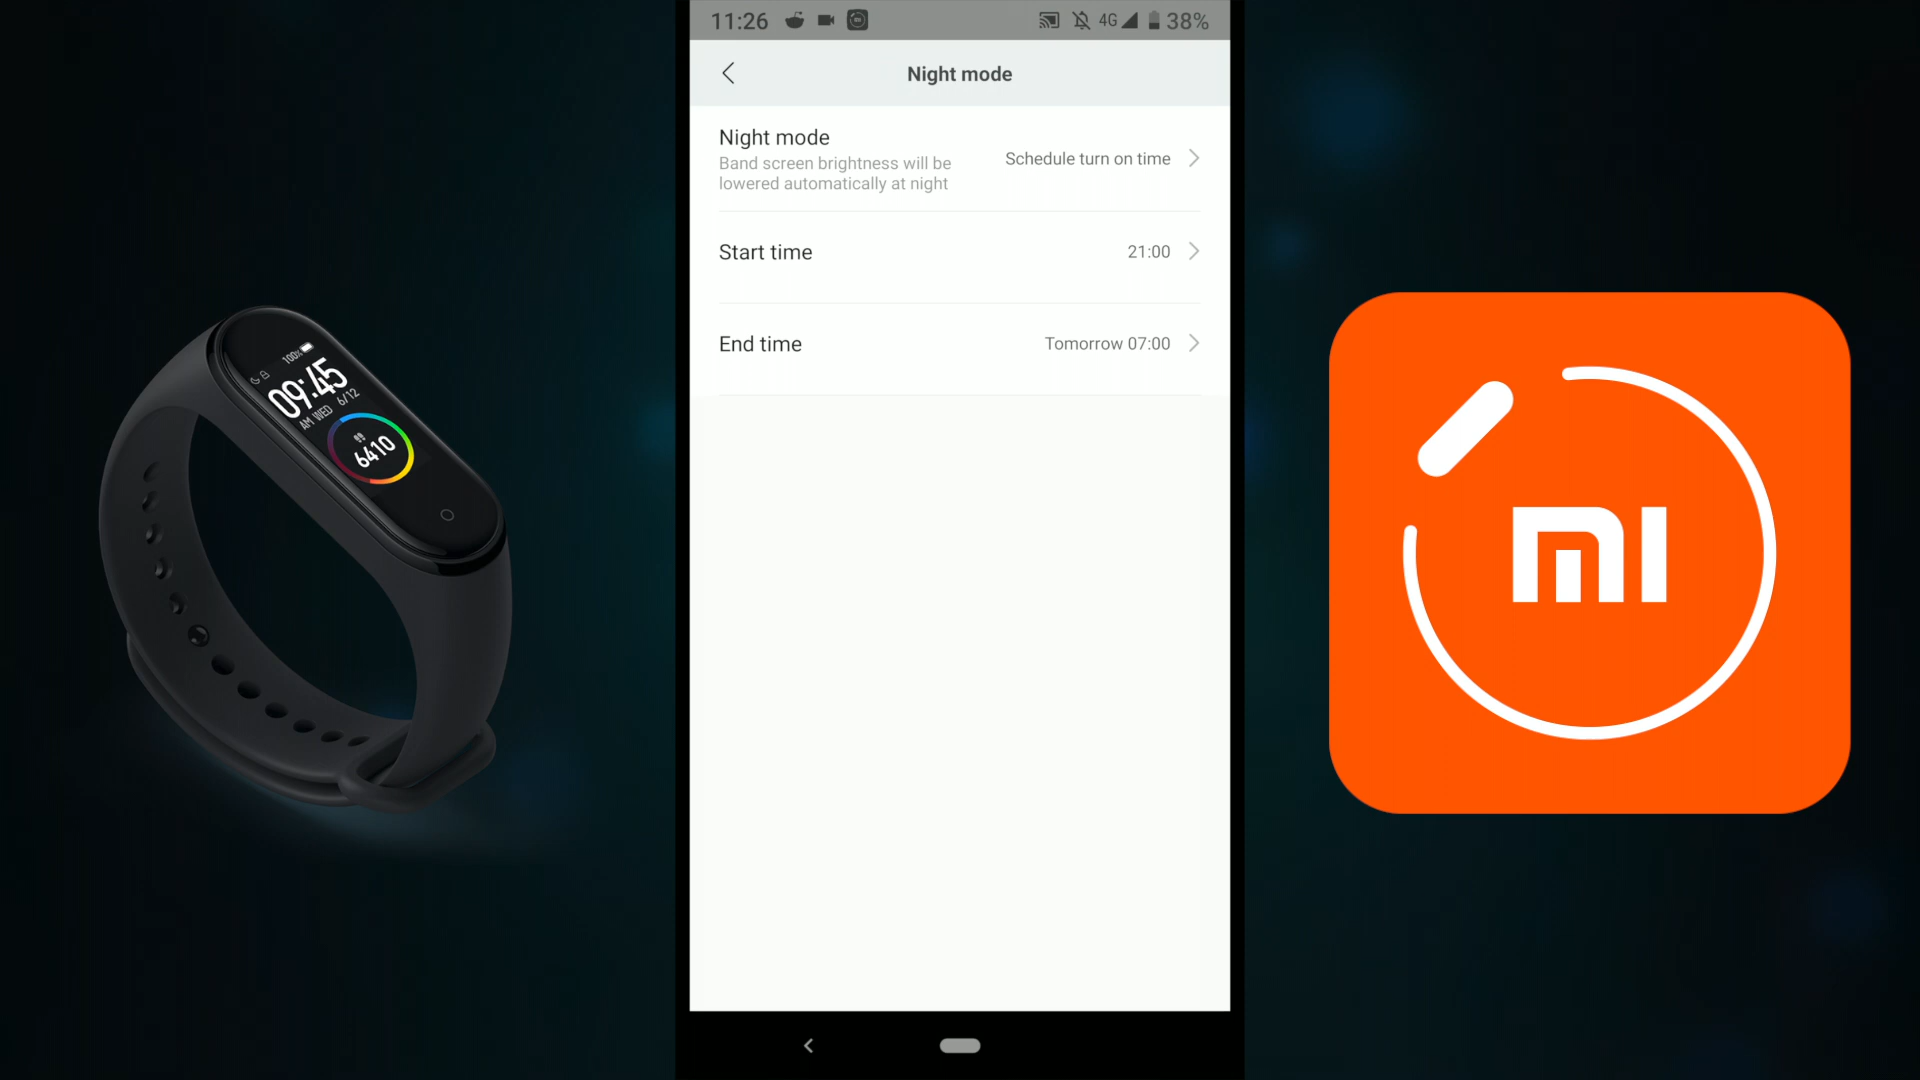 11:26 4G 38%
Night mode
Night mode
Band screen brightness will be
lowered automatically at night
Schedule turn on time
Start time
21:00
End time
Tomorrow 07:00
100%
09:45
AM WED 6/12
6410
MI